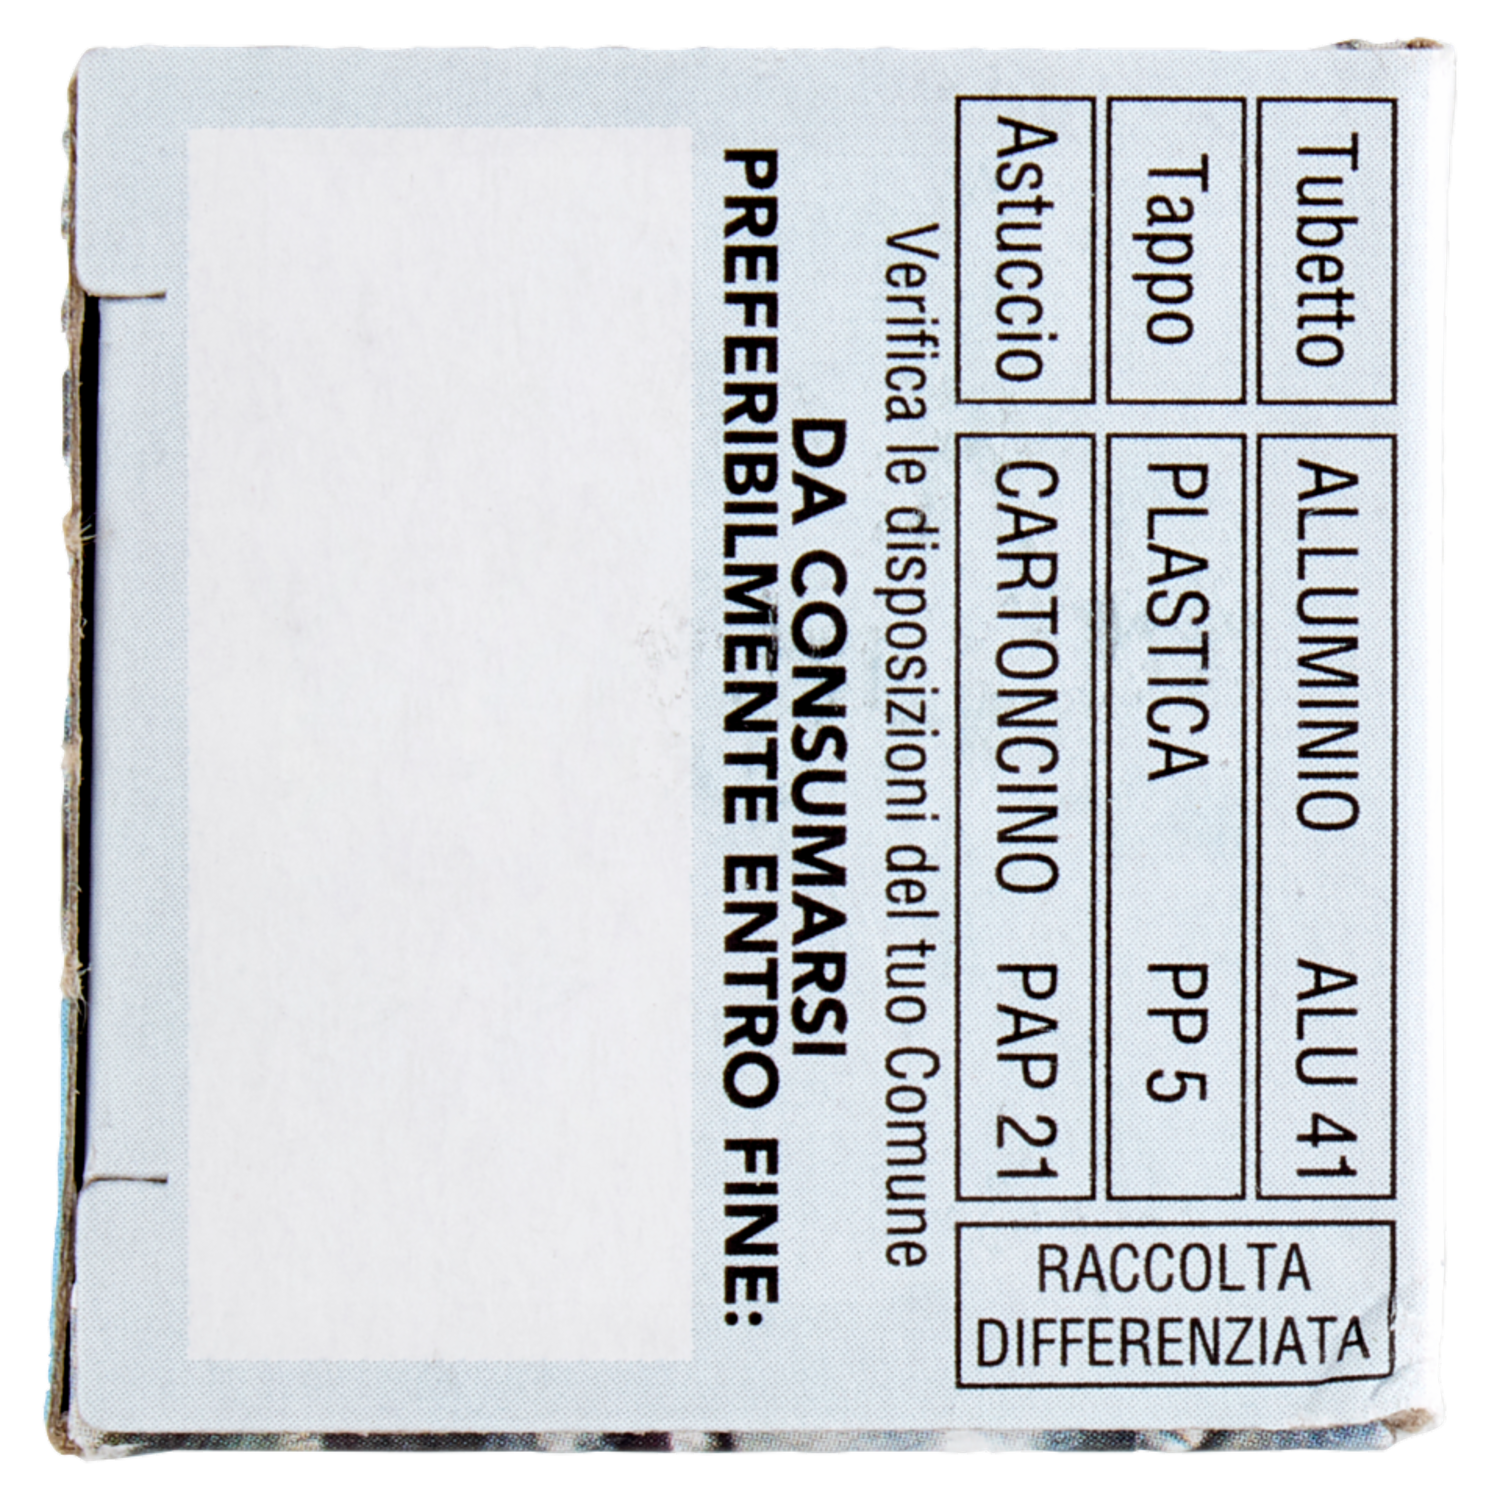 Tubetto
ALLUMINIO ALU 41
Tappo
PLASTICA PP 5
Astuccio
CARTONCINO PAP 21
RACCOLTA
DIFFERENZIATA
Verifica le disposizioni del tuo Comune
DA CONSUMARSI
PREFERIBILMENTE ENTRO FINE: